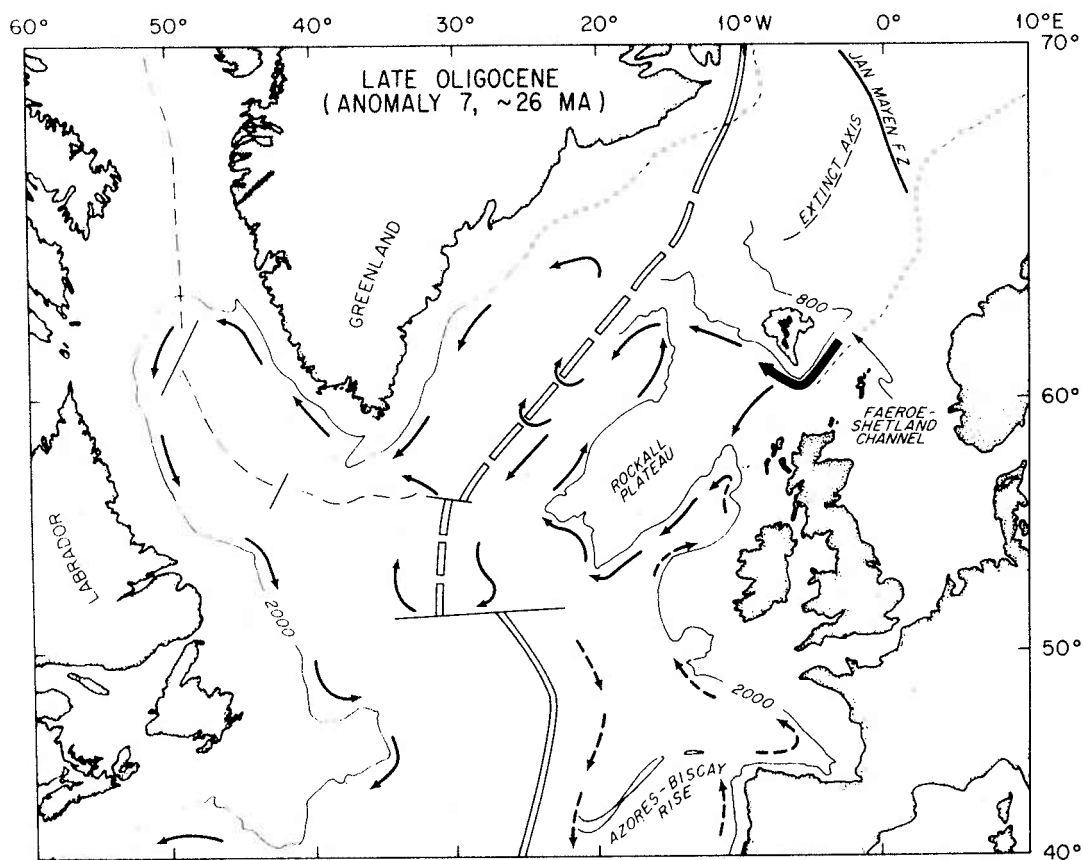 60° 50° 40° 30° 20° 10°W 0° 10°E
70°
LATE OLIGOCENE
(ANOMALY 7, ~26 MA)
JAN MAYEN F Z
EXTINCT AXIS
GREENLAND
800
60°
FAEROE-
SHETLAND
CHANNEL
ROCKALL
PLATEAU
LABRADOR
2000
50°
2000
AZORES-BISCAY
RISE
40°